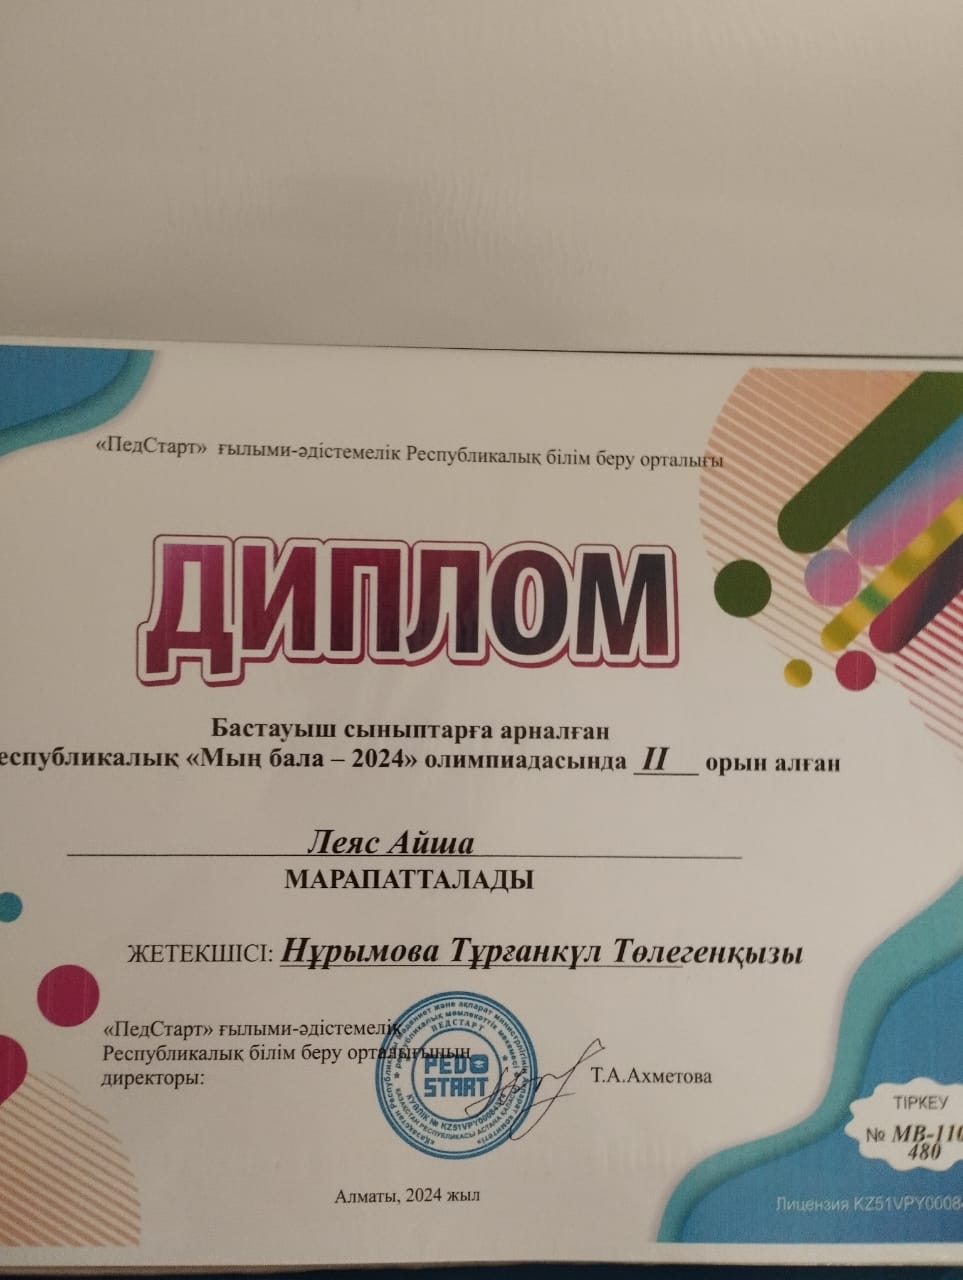 «ПедСтарт» ғылыми-әдістемелік Республикалық білім беру орталығы
ДИПЛОМ
Бастауыш сыныптарға арналған
еспубликалық «Мың бала – 2024» олимпиадасында II орын алған
Леяс Айша
МАРАПАТТАЛАДЫ
ЖЕТЕКШІСІ: Нұрымова Тұрғанкүл Төлегенқызы
«ПедСтарт» ғылыми-әдістемелік
Республикалық білім беру орталығының
директоры:
ПЕДСТАРТ
PED
START
Т.А.Ахметова
ТІРКЕУ
№ МВ-110
480
Алматы, 2024 жыл
Лицензия KZ51VPY0008